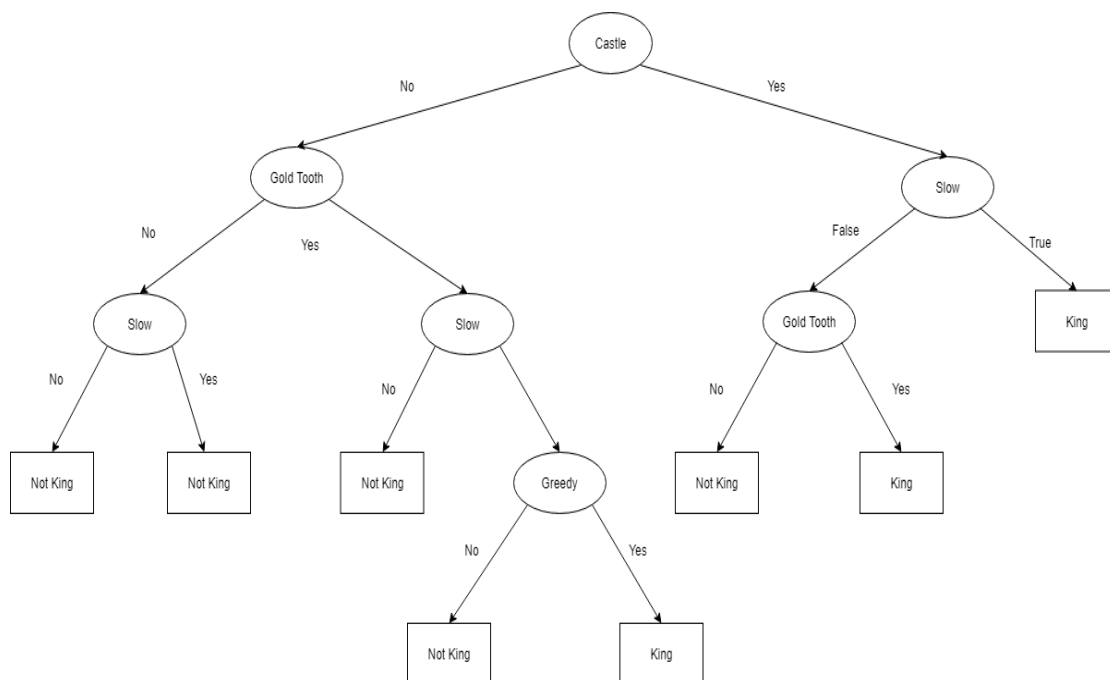 Castle
No
Yes
Gold Tooth
Slow
No
Yes
False
True
Slow
Slow
Gold Tooth
King
No
Yes
No
No
Yes
Not King
Not King
Not King
Greedy
Not King
King
No
Yes
Not King
King